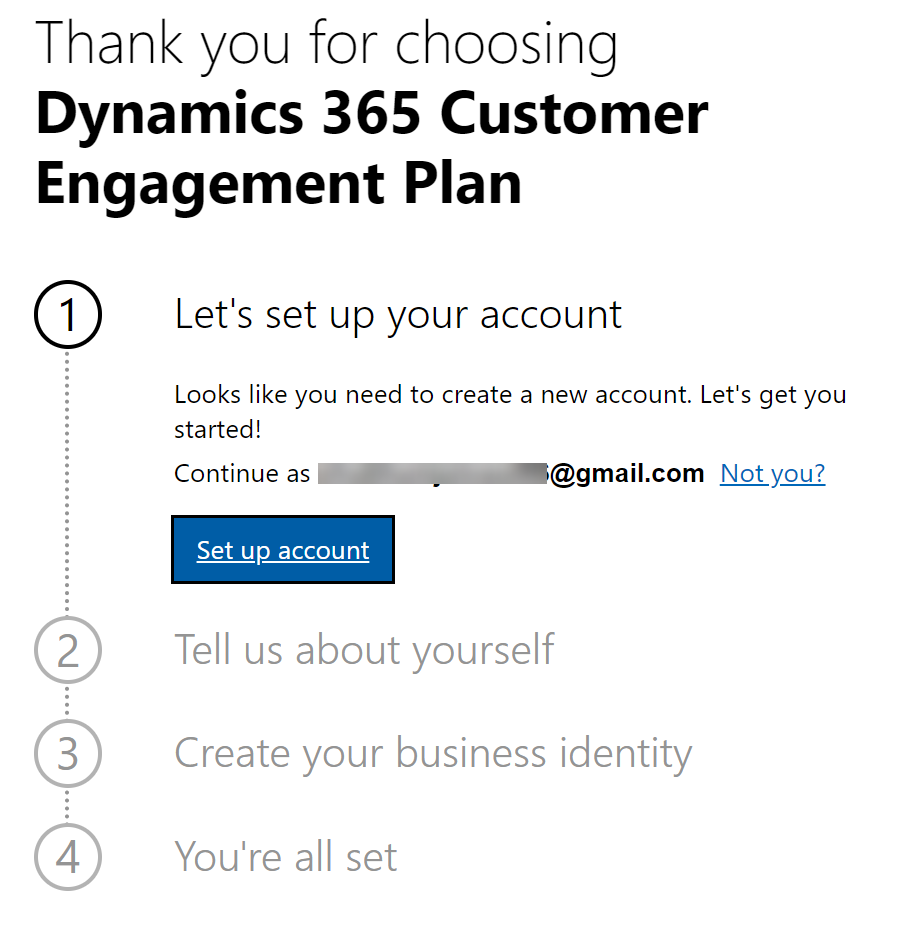 Thank you for choosing
Dynamics 365 Customer
Engagement Plan
1 Let's set up your account
Looks like you need to create a new account. Let's get you
started!
Continue as @gmail.com Not you?
Set up account
2 Tell us about yourself
3 Create your business identity
4 You're all set